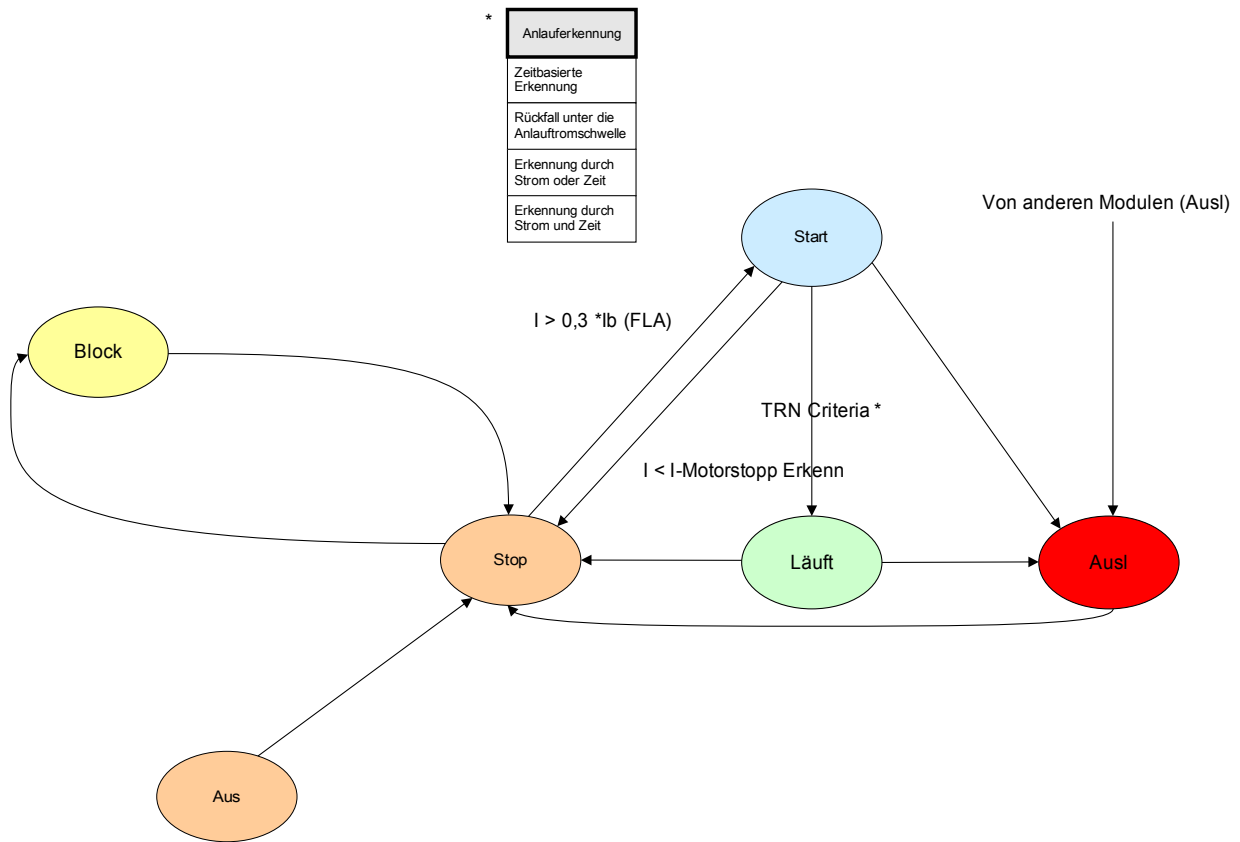 *
Anlauferkennung
Zeitbasierte
Erkennung
Rückfall unter die
Anlauftromschwelle
Erkennung durch
Strom oder Zeit
Erkennung durch
Strom und Zeit
Von anderen Modulen (Ausl)
Start
I > 0,3 *Ib (FLA)
Block
TRN Criteria *
I < I-Motorstopp Erkenn
Stop
Läuft
Ausl
Aus